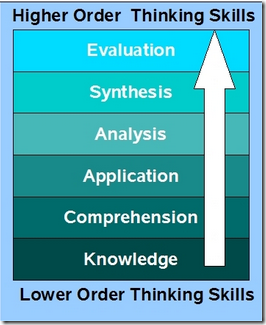 Higher Order Thinking Skills
Evaluation
Synthesis
Analysis
Application
Comprehension
Knowledge
Lower Order Thinking Skills